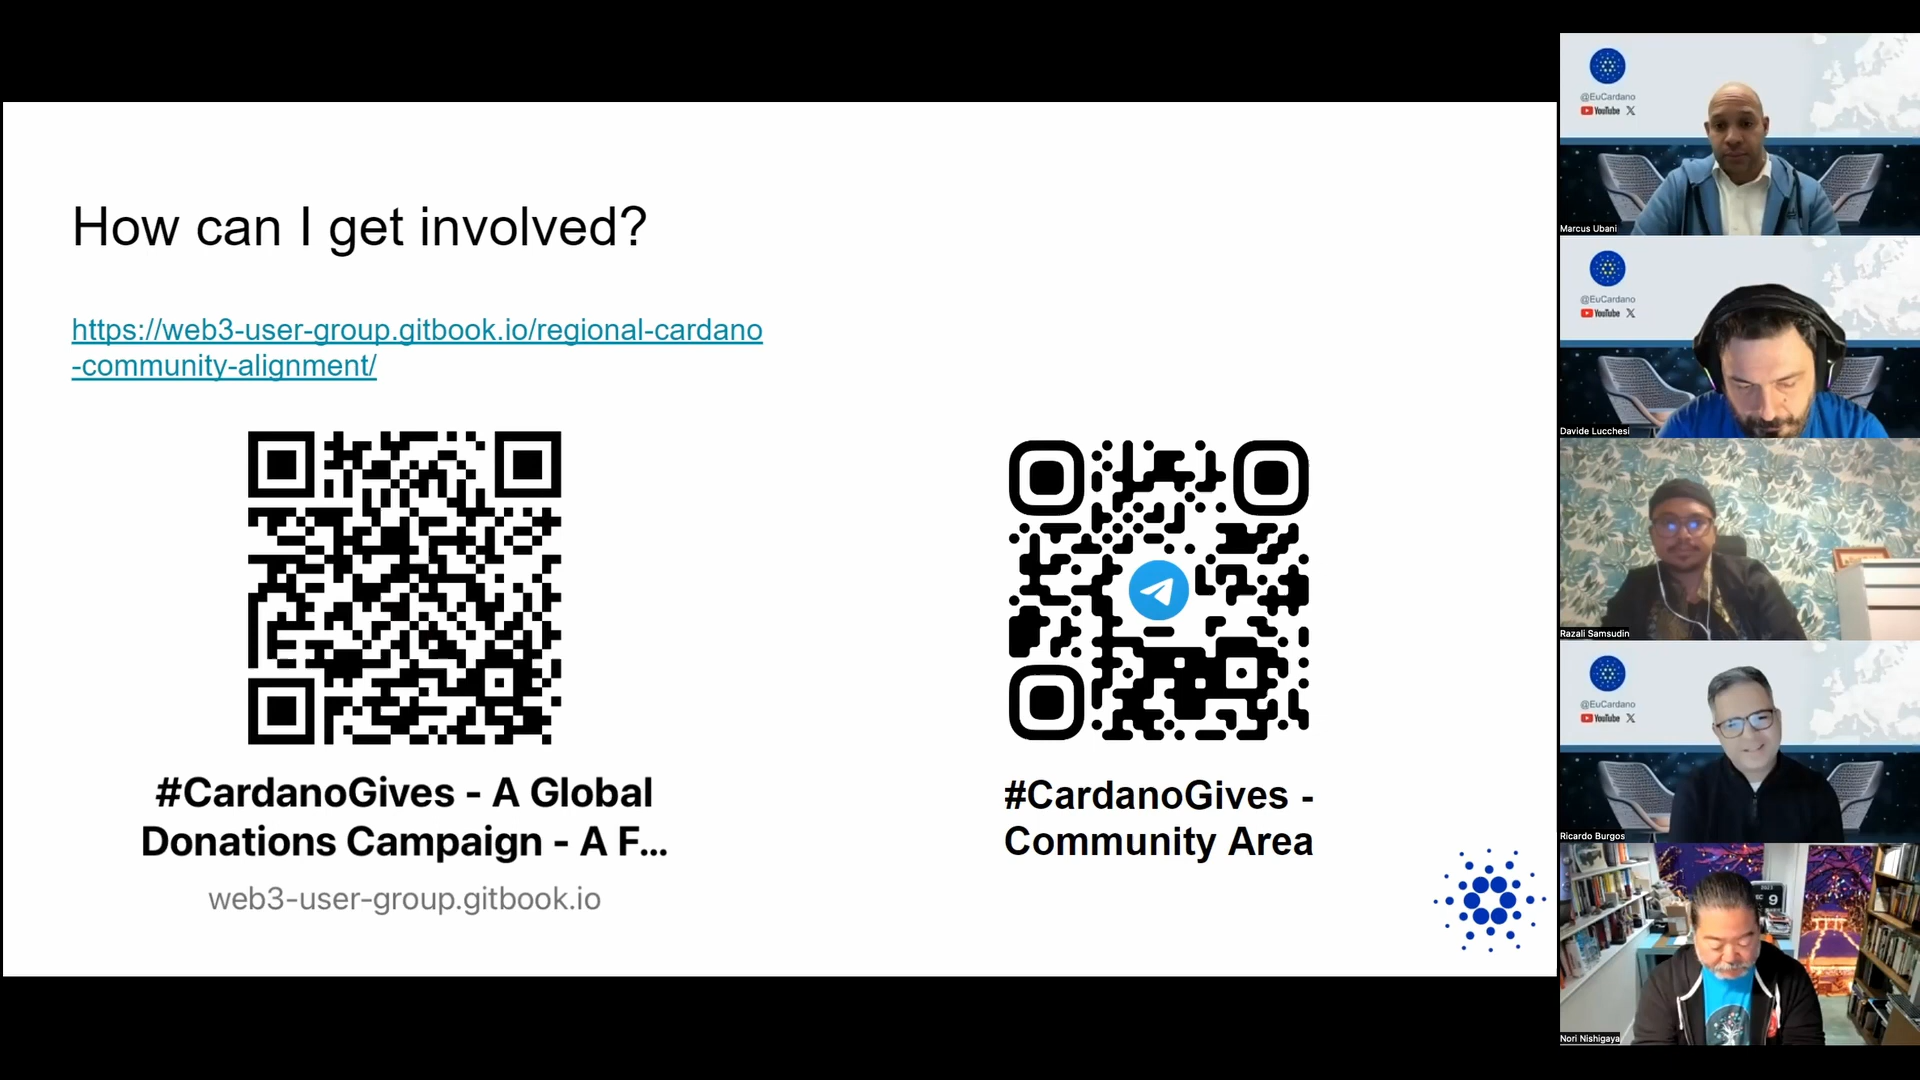 How can I get involved?
https://web3-user-group.gitbook.io/regional-cardano
-community-alignment/
#CardanoGives - A Global
Donations Campaign - A F...
web3-user-group.gitbook.io
#CardanoGives -
Community Area
@EuCardano
YouTube X
Marcus Ubani
@EuCardano
YouTube X
Davide Lucchesi
Razali Samsudin
@EuCardano
YouTube X
Ricardo Burgos
9
Nori Nishigaya